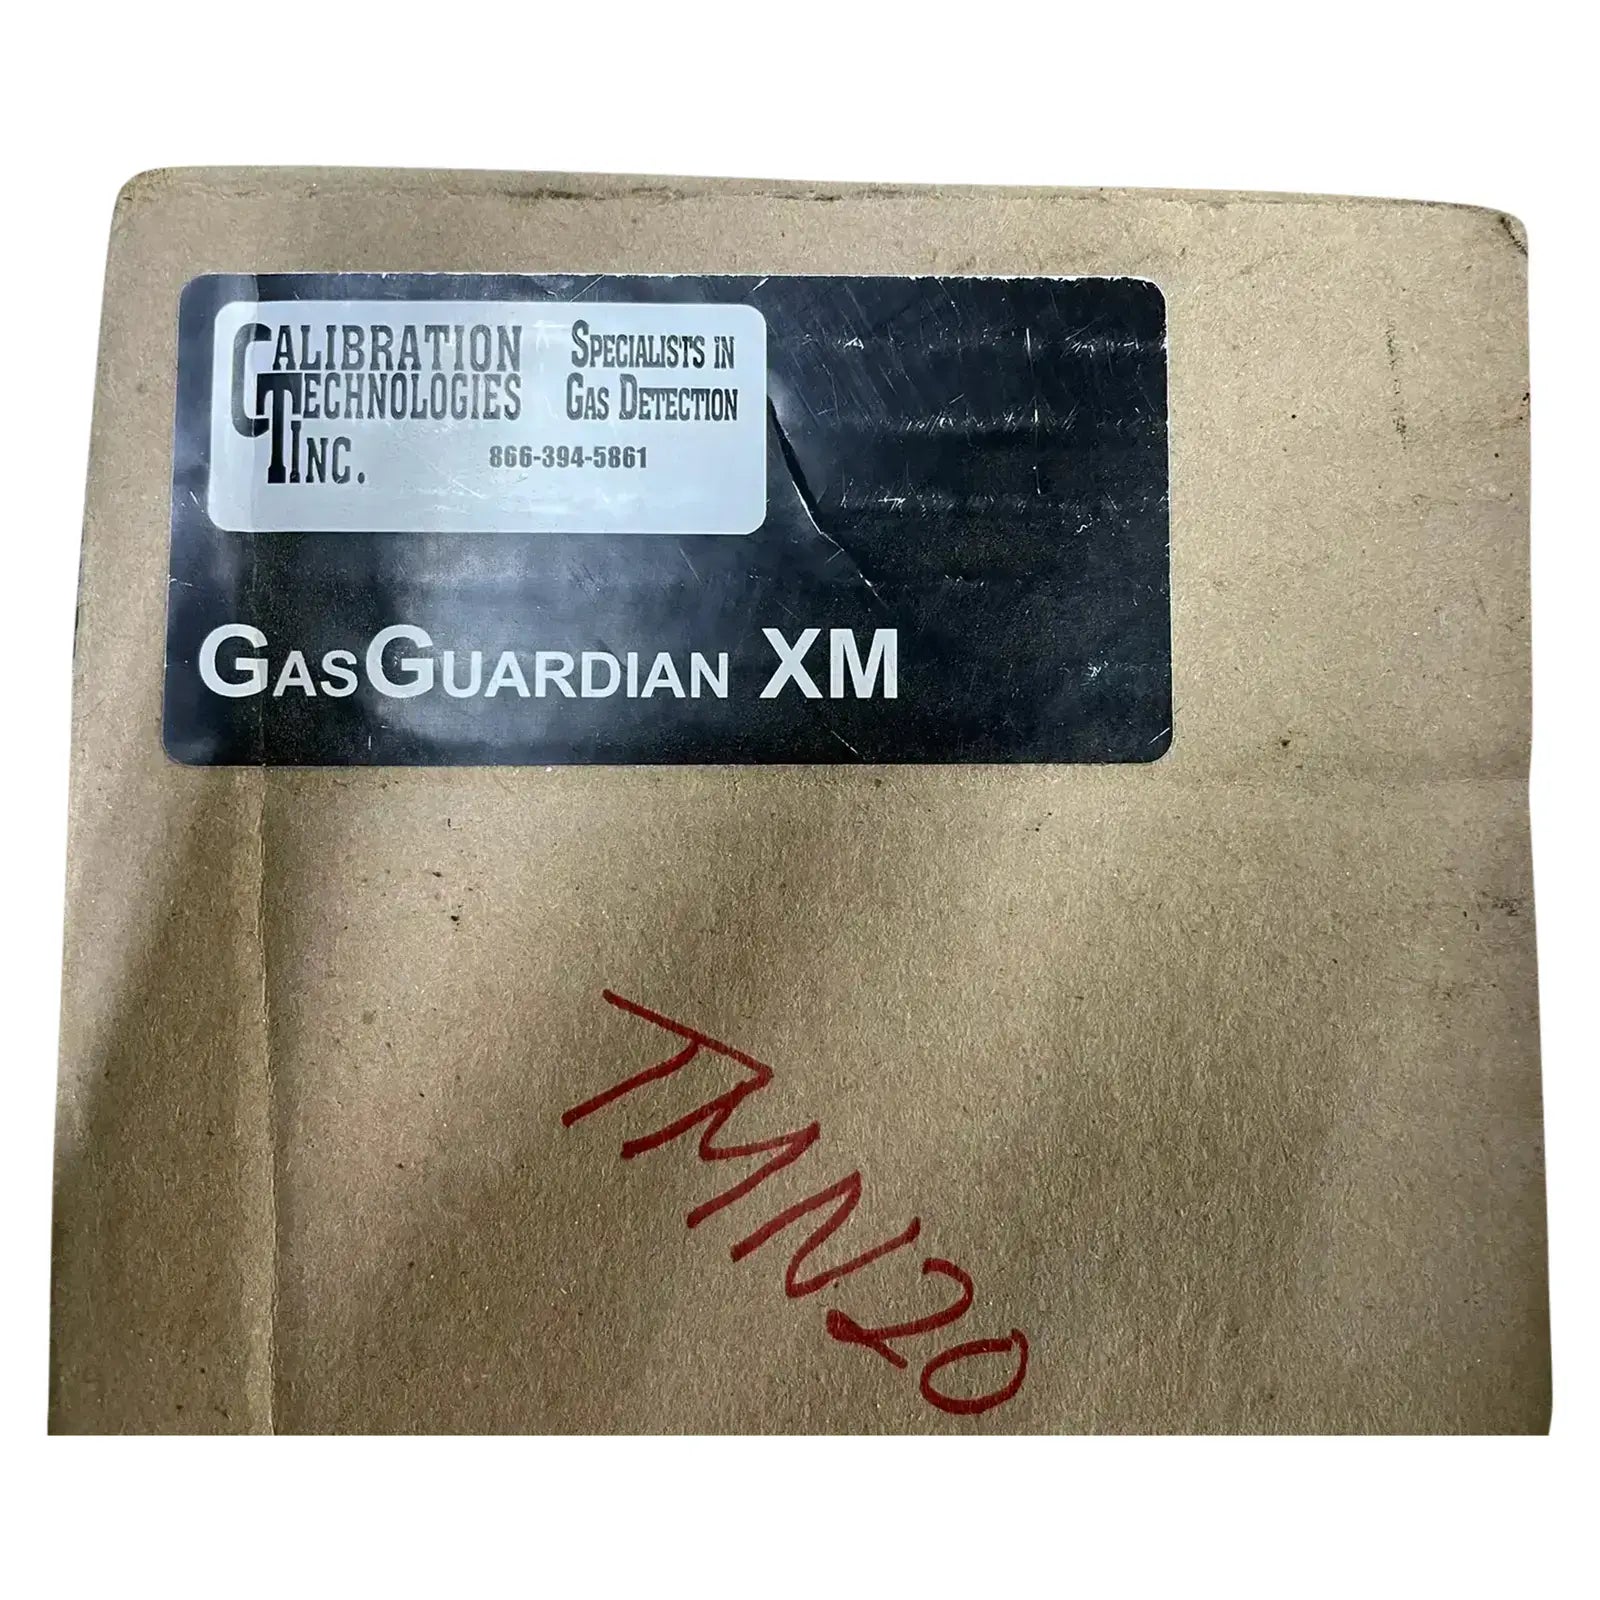 CALIBRATION
TECHNOLOGIES
INC.
SPECIALISTS IN
GAS DETECTION
866-394-5861
GASGUARDIAN XM
TMN20